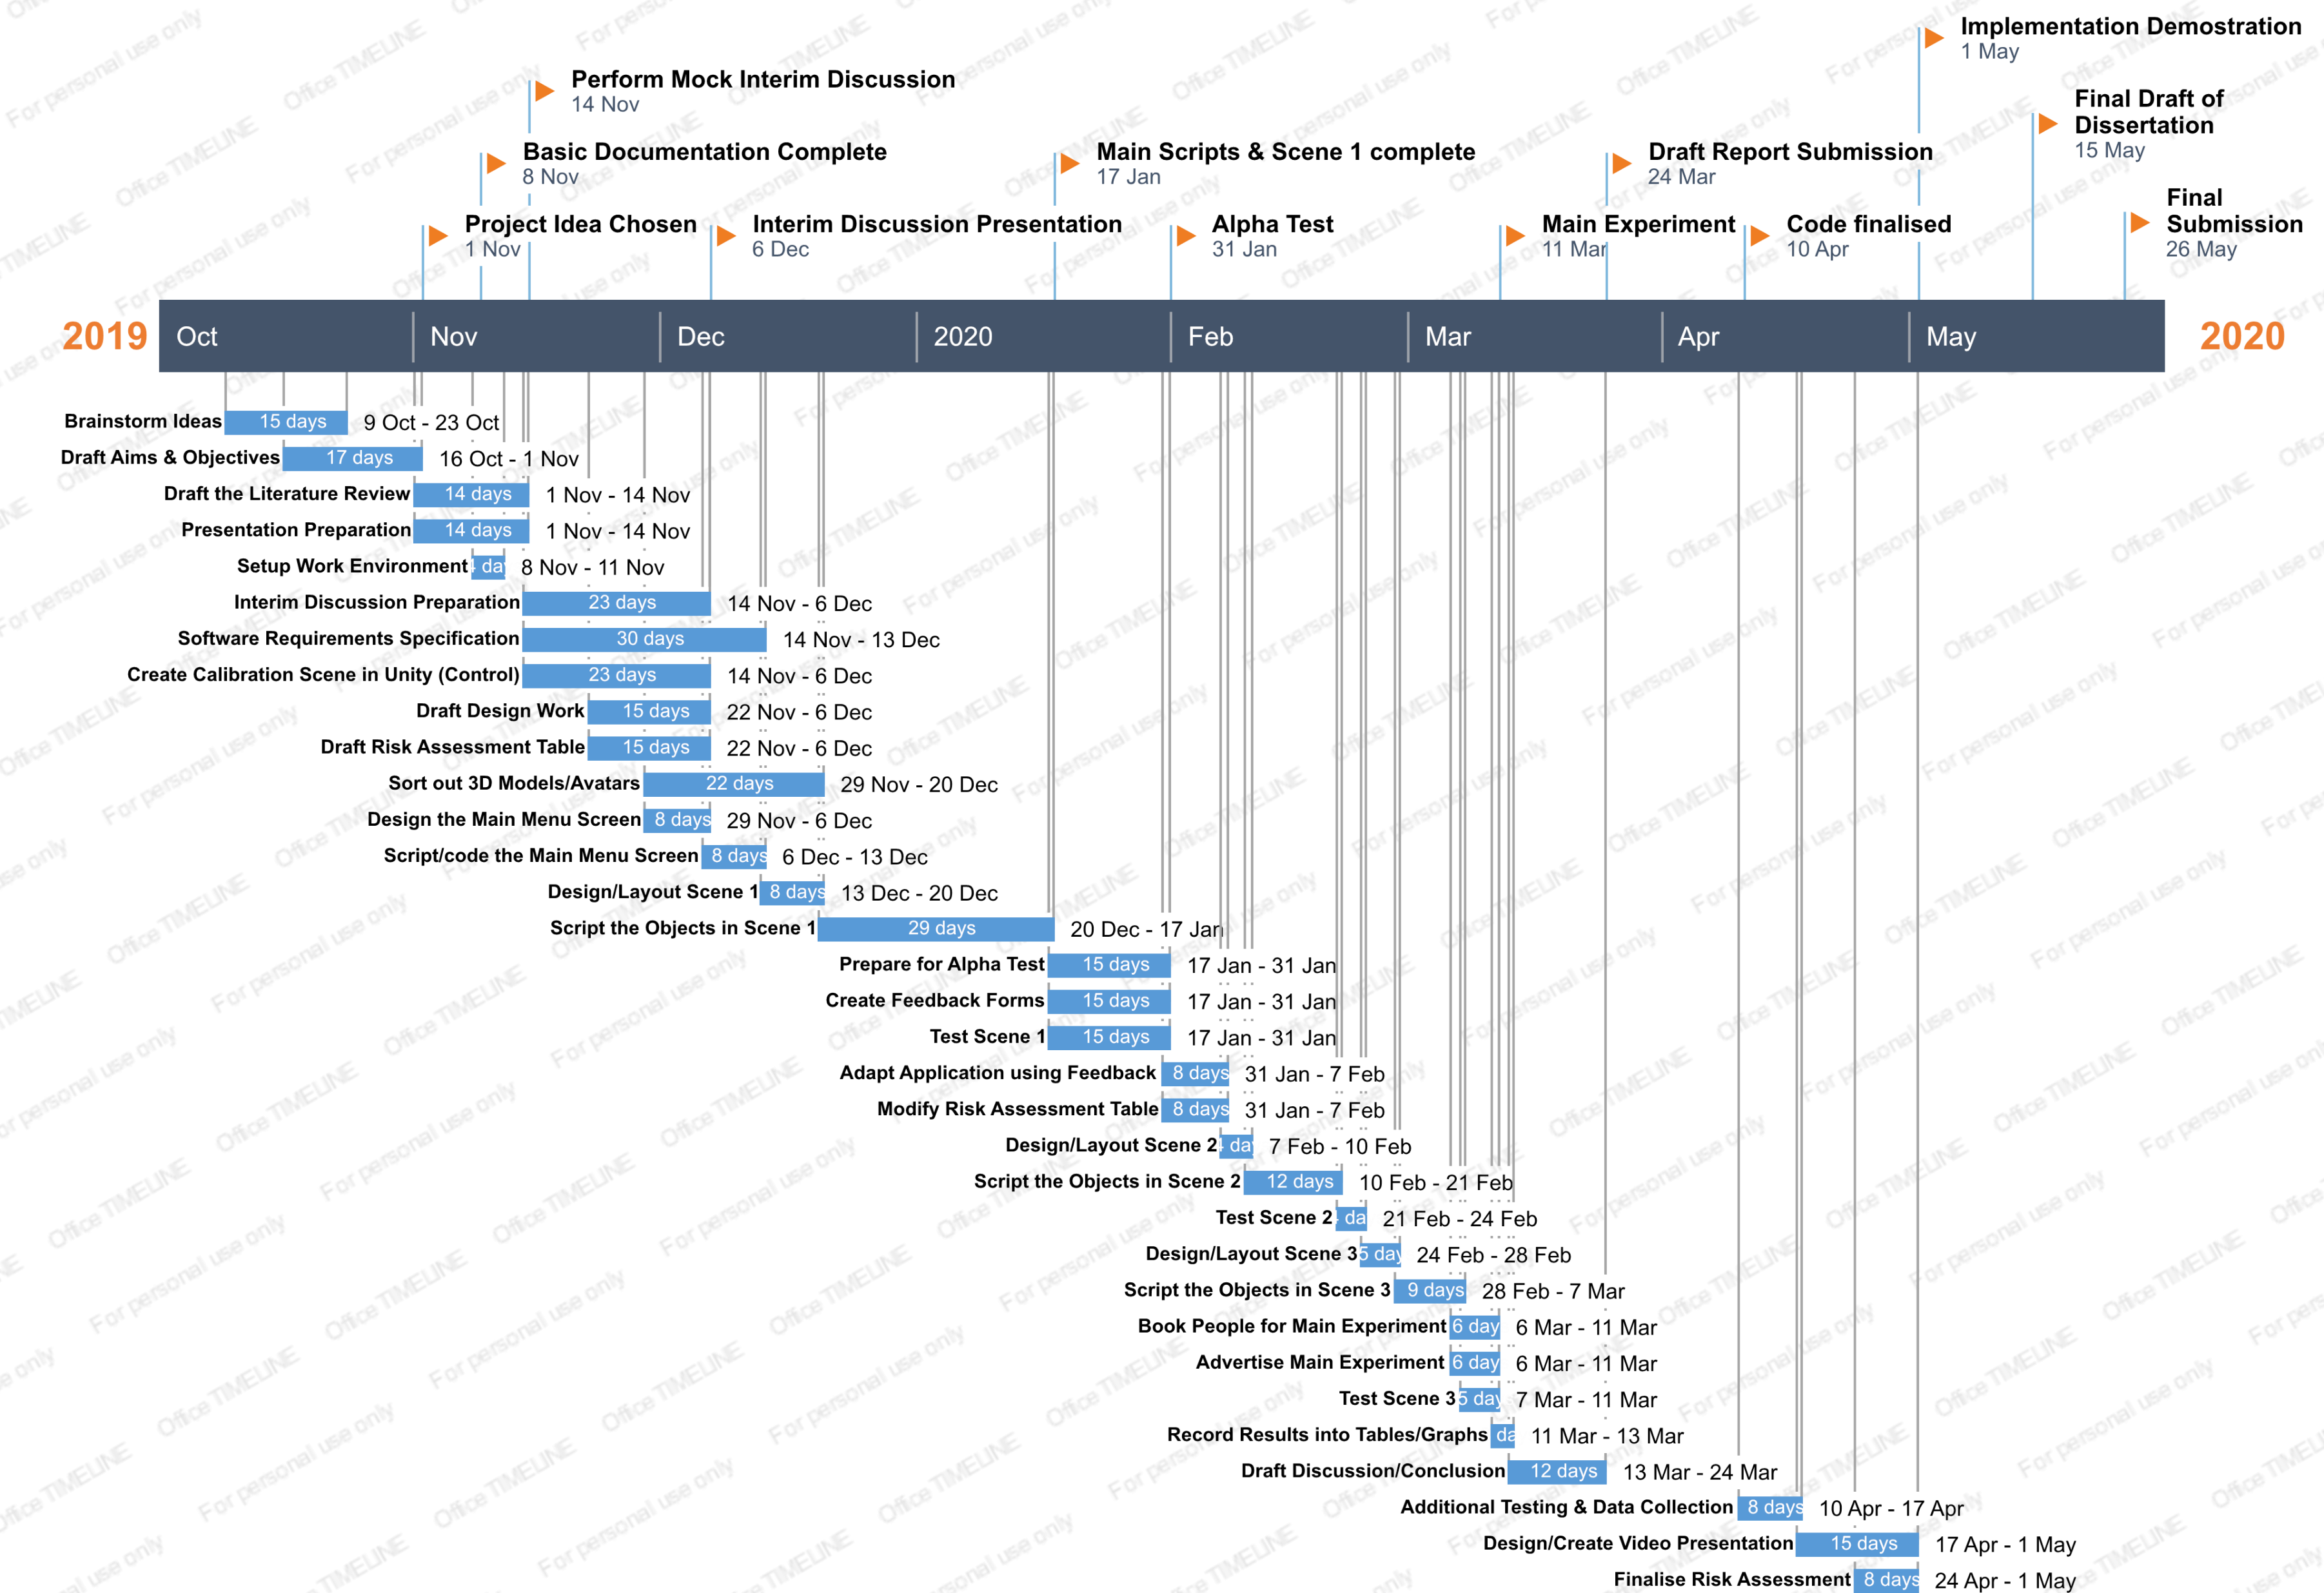 Implementation Demostration
1 May
Perform Mock Interim Discussion
14 Nov
Final Draft of
Dissertation
15 May
Basic Documentation Complete
8 Nov
Main Scripts & Scene 1 complete
17 Jan
Draft Report Submission
24 Mar
Final
Submission
26 May
Project Idea Chosen
1 Nov
Interim Discussion Presentation
6 Dec
Alpha Test
31 Jan
Main Experiment
11 Mar
Code finalised
10 Apr
2019 Oct Nov Dec 2020 Feb Mar Apr May 2020
Brainstorm Ideas 15 days 9 Oct - 23 Oct
Draft Aims & Objectives 17 days 16 Oct - 1 Nov
Draft the Literature Review 14 days 1 Nov - 14 Nov
Presentation Preparation 14 days 1 Nov - 14 Nov
Setup Work Environment 8 Nov - 11 Nov
Interim Discussion Preparation 23 days 14 Nov - 6 Dec
Software Requirements Specification 30 days 14 Nov - 13 Dec
Create Calibration Scene in Unity (Control) 23 days 14 Nov - 6 Dec
Draft Design Work 15 days 22 Nov - 6 Dec
Draft Risk Assessment Table 15 days 22 Nov - 6 Dec
Sort out 3D Models/Avatars 22 days 29 Nov - 20 Dec
Design the Main Menu Screen 8 days 29 Nov - 6 Dec
Script/code the Main Menu Screen 8 days 6 Dec - 13 Dec
Design/Layout Scene 1 8 days 13 Dec - 20 Dec
Script the Objects in Scene 1 29 days 20 Dec - 17 Jan
Prepare for Alpha Test 15 days 17 Jan - 31 Jan
Create Feedback Forms 15 days 17 Jan - 31 Jan
Test Scene 1 15 days 17 Jan - 31 Jan
Adapt Application using Feedback 8 days 31 Jan - 7 Feb
Modify Risk Assessment Table 8 days 31 Jan - 7 Feb
Design/Layout Scene 2 7 Feb - 10 Feb
Script the Objects in Scene 2 12 days 10 Feb - 21 Feb
Test Scene 2 21 Feb - 24 Feb
Design/Layout Scene 3 5 day 24 Feb - 28 Feb
Script the Objects in Scene 3 9 days 28 Feb - 7 Mar
Book People for Main Experiment 6 day 6 Mar - 11 Mar
Advertise Main Experiment 6 day 6 Mar - 11 Mar
Test Scene 3 5 day 7 Mar - 11 Mar
Record Results into Tables/Graphs 11 Mar - 13 Mar
Draft Discussion/Conclusion 12 days 13 Mar - 24 Mar
Additional Testing & Data Collection 8 days 10 Apr - 17 Apr
Design/Create Video Presentation 15 days 17 Apr - 1 May
Finalise Risk Assessment 8 days 24 Apr - 1 May
Office TIMELINE For personal use only